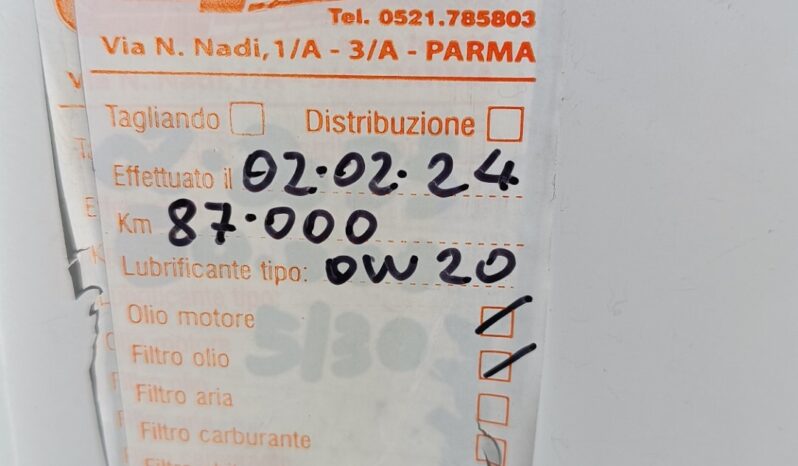 Tel. 0521.785803
Via N. Nadi, 1/A - 3/A - PARMA
Tagliando Distribuzione
Effettuato il 02.02.24
Km 87.000
Lubrificante tipo: 0W20
Olio motore
Filtro olio
Filtro aria
Filtro carburante